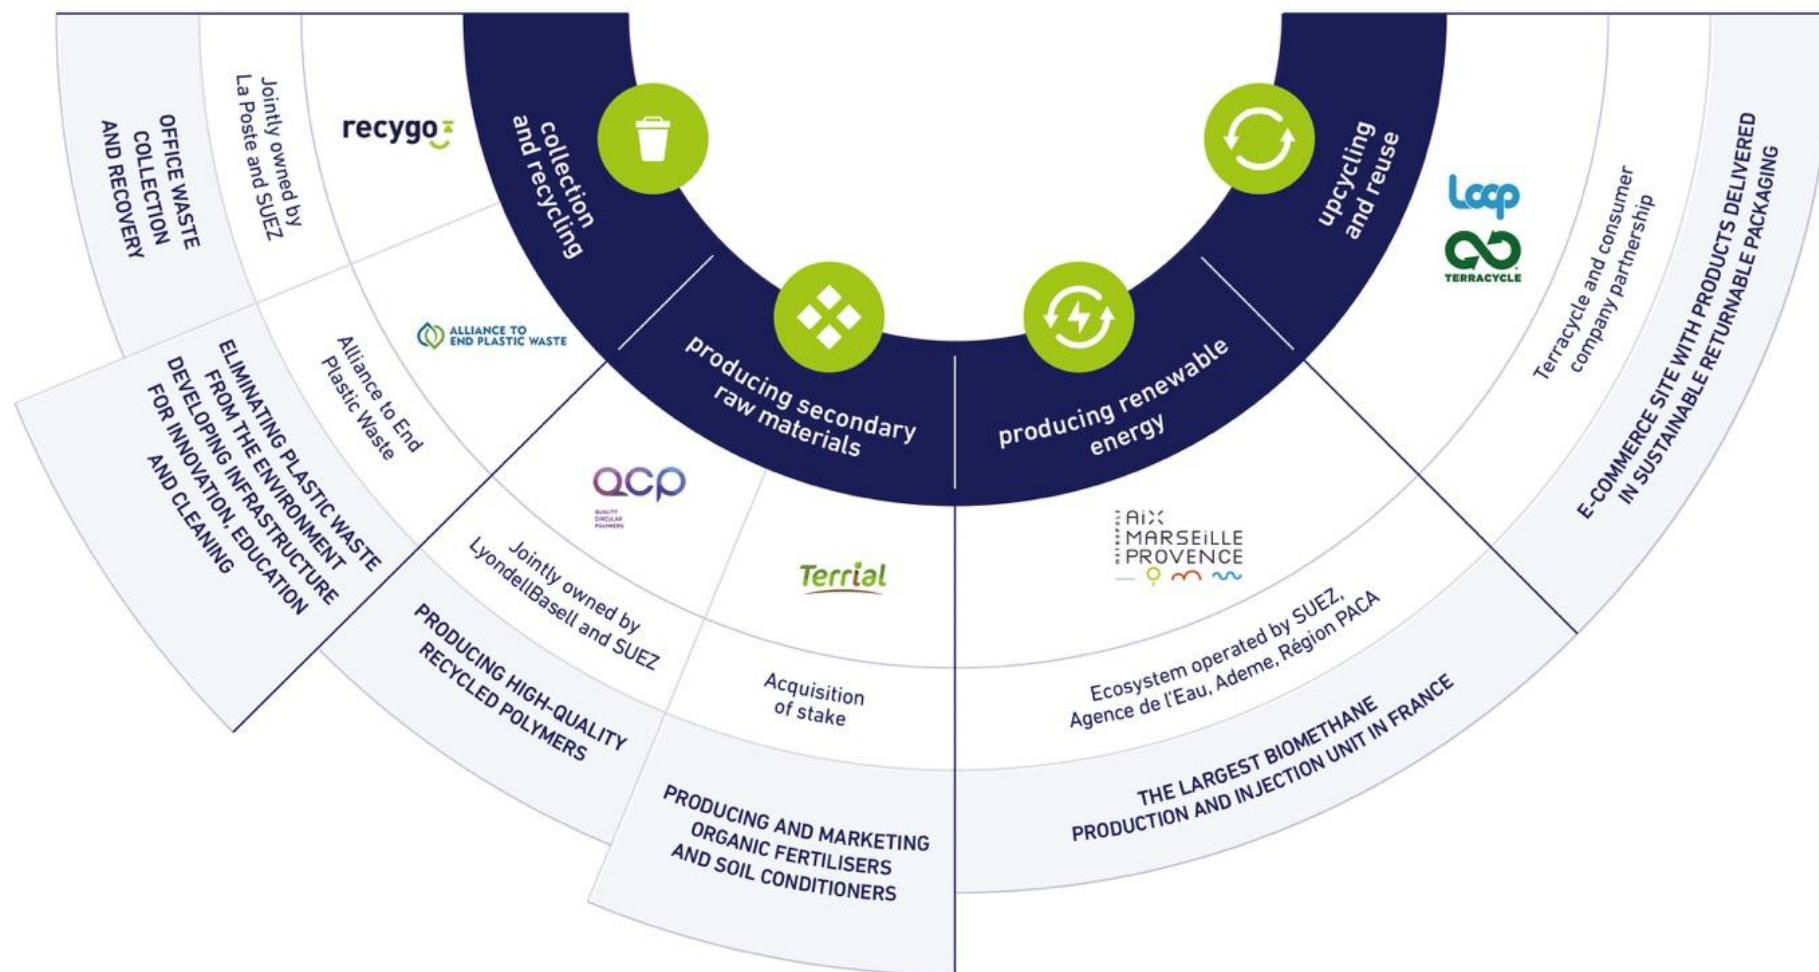 collection
and recycling
recygo
Jointly owned by
La Poste and SUEZ
OFFICE WASTE
COLLECTION
AND RECOVERY
ALLIANCE TO
END PLASTIC WASTE
Alliance to End
Plastic Waste
ELIMINATING PLASTIC WASTE
FROM THE ENVIRONMENT
DEVELOPING INFRASTRUCTURE
FOR INNOVATION, EDUCATION
AND CLEANING
producing secondary
raw materials
QCP
QUALITY
CIRCULAR
POLYMERS
Jointly owned by
LyondellBasell and SUEZ
PRODUCING HIGH-QUALITY
RECYCLED POLYMERS
Terrial
Acquisition
of stake
PRODUCING AND MARKETING
ORGANIC FERTILISERS
AND SOIL CONDITIONERS
producing renewable
energy
MÉTROPOLE
AIX
MARSEILLE
PROVENCE
Ecosystem operated by SUEZ,
Agence de l'Eau, Ademe, Région PACA
THE LARGEST BIOMETHANE
PRODUCTION AND INJECTION UNIT IN FRANCE
upcycling
and reuse
Loop
TERRACYCLE
Terracycle and consumer
company partnership
E-COMMERCE SITE WITH PRODUCTS DELIVERED
IN SUSTAINABLE RETURNABLE PACKAGING